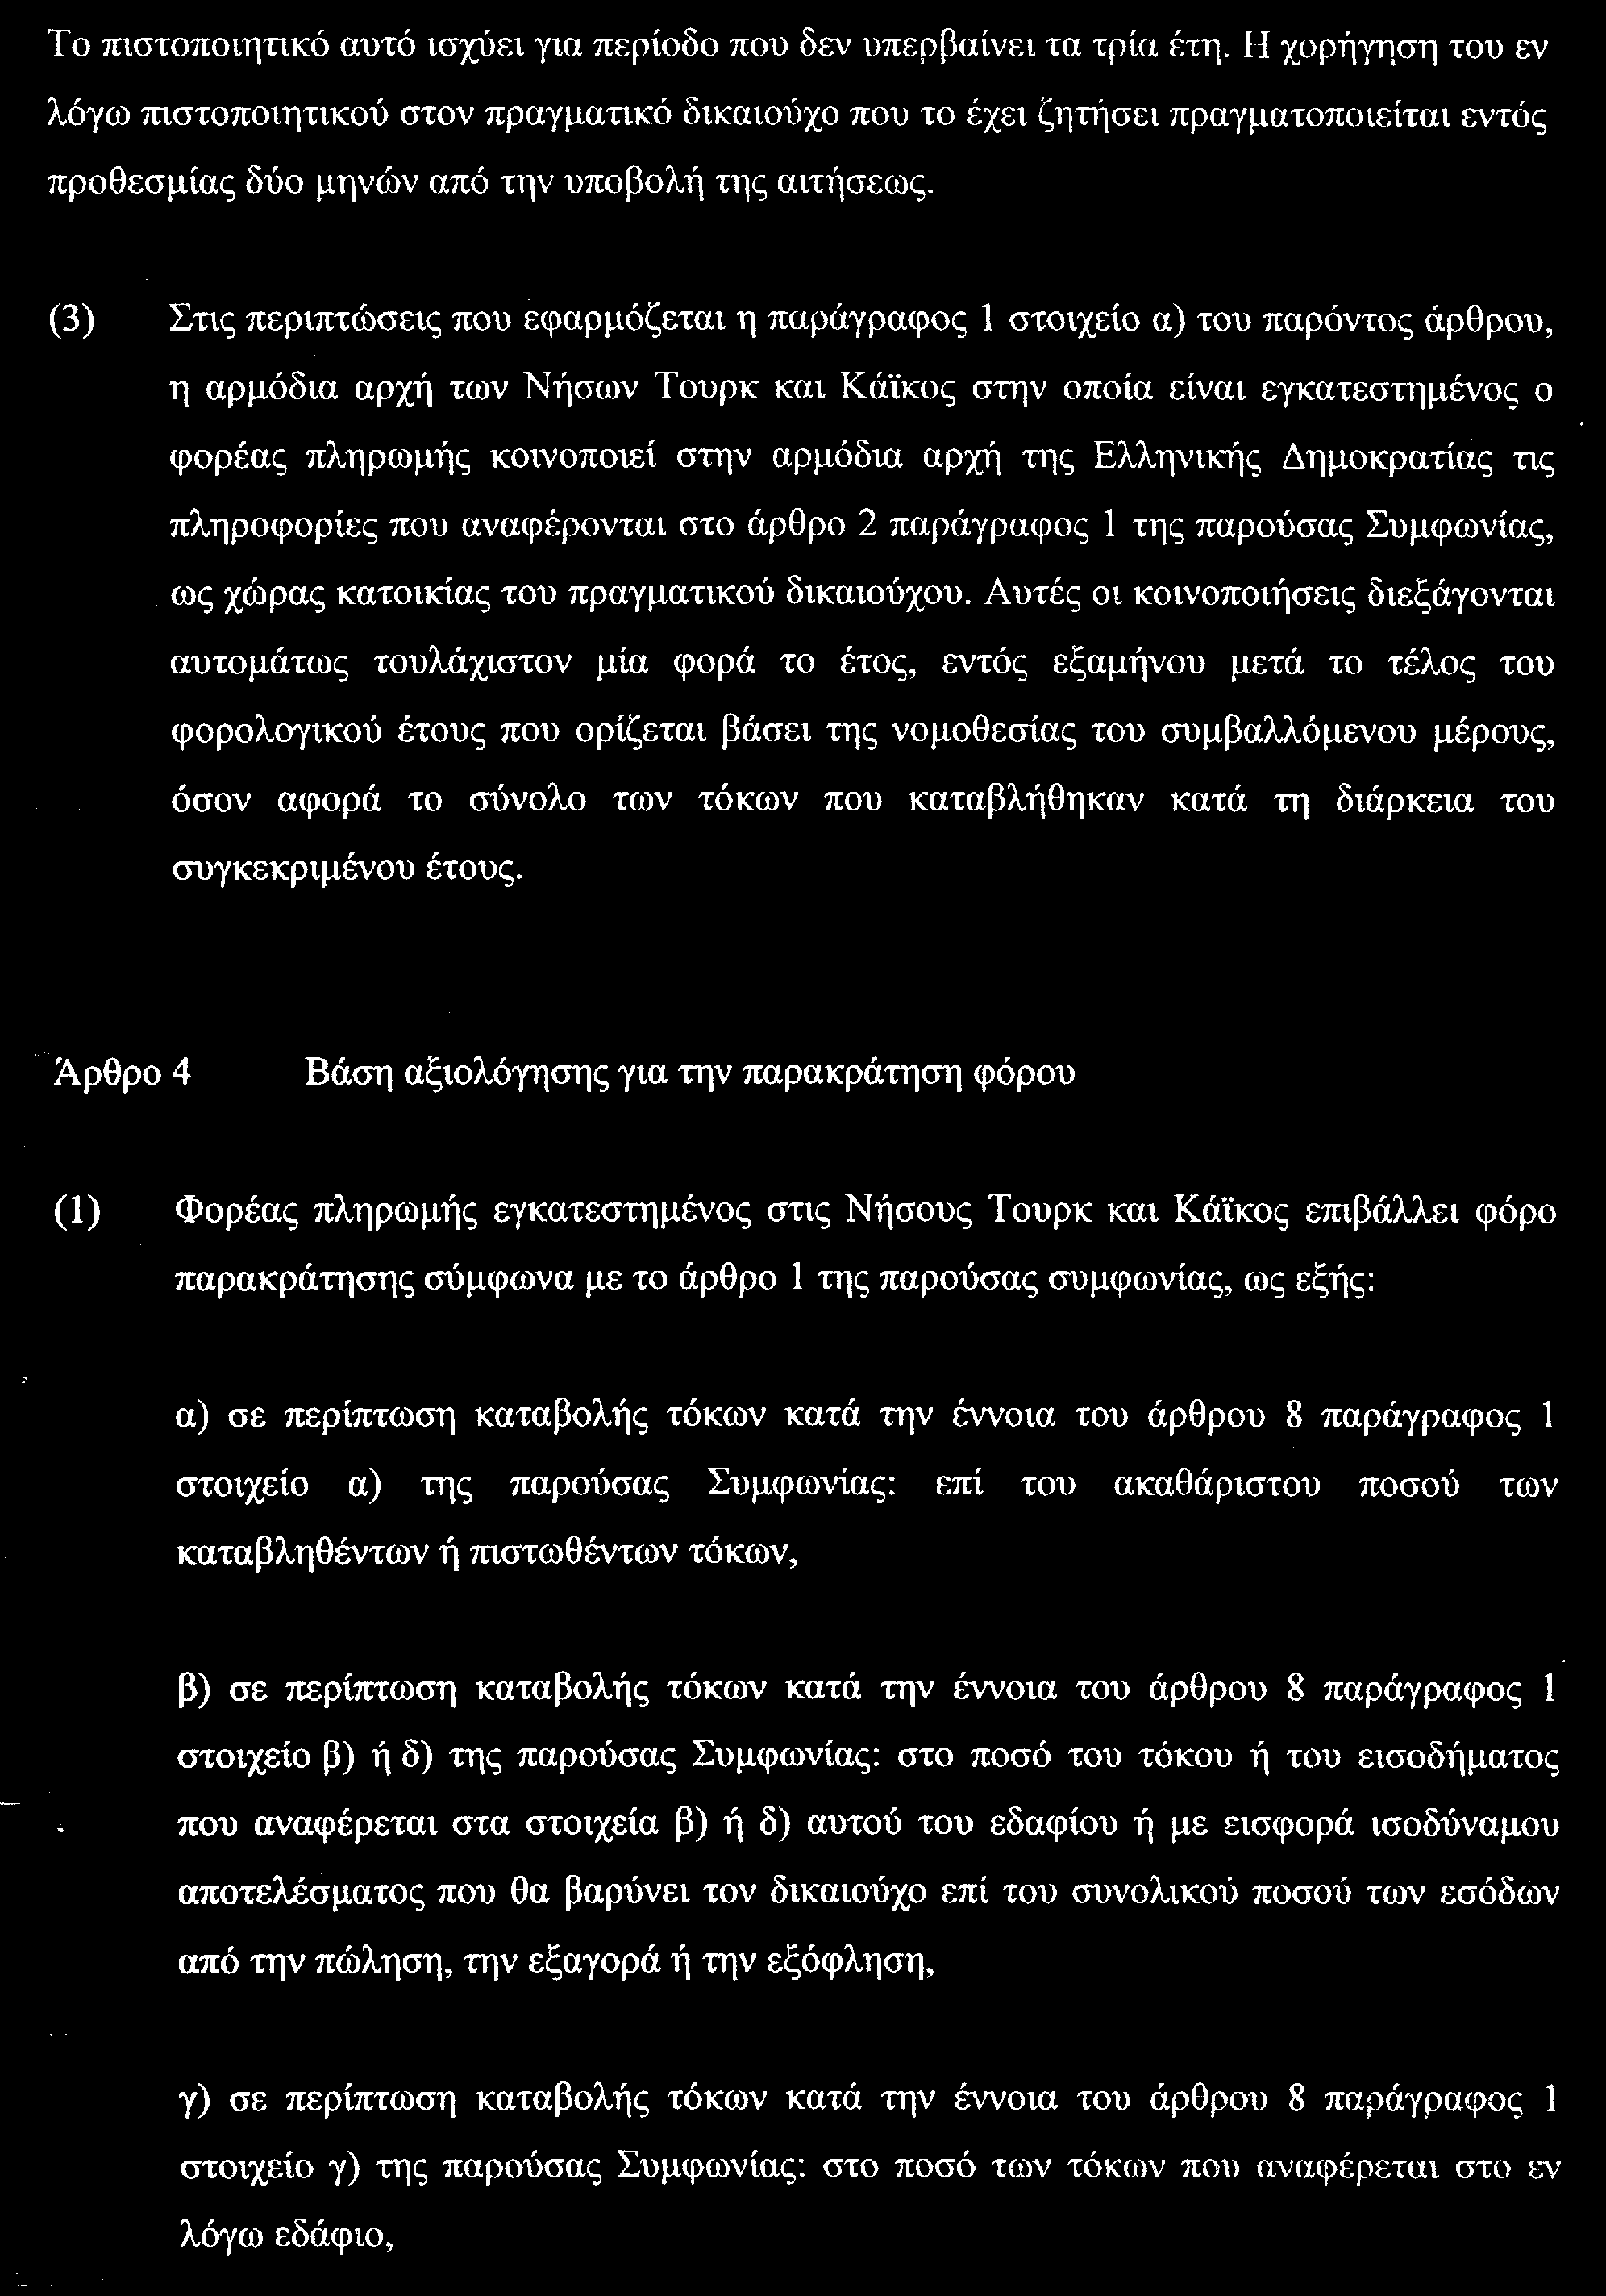 Το πιστοποιητικό αυτό ισχύει για περίοδο που δεν υπερβαίνει τα τρία έτη. Η χορήγηση του εν
λόγω πιστοποιητικού στον πραγματικό δικαιούχο που το έχει ζητήσει πραγματοποιείται εντός
προθεσμίας δύο μηνών από την υποβολή της αιτήσεως.
(3) Στις περιπτώσεις που εφαρμόζεται η παράγραφος 1 στοιχείο α) του παρόντος άρθρου,
η αρμόδια αρχή των Νήσων Τουρκ και Κάϊκος στην οποία είναι εγκατεστημένος ο
φορέας πληρωμής κοινοποιεί στην αρμόδια αρχή της Ελληνικής Δημοκρατίας τις
πληροφορίες που αναφέρονται στο άρθρο 2 παράγραφος 1 της παρούσας Συμφωνίας,
ως χώρας κατοικίας του πραγματικού δικαιούχου. Αυτές οι κοινοποιήσεις διεξάγονται
αυτομάτως τουλάχιστον μία φορά το έτος, εντός εξαμήνου μετά το τέλος του
φορολογικού έτους που ορίζεται βάσει της νομοθεσίας του συμβαλλόμενου μέρους,
όσον αφορά το σύνολο των τόκων που καταβλήθηκαν κατά τη διάρκεια του
συγκεκριμένου έτους.
Άρθρο 4 Βάση αξιολόγησης για την παρακράτηση φόρου
(1) Φορέας πληρωμής εγκατεστημένος στις Νήσους Τουρκ και Κάϊκος επιβάλλει φόρο
παρακράτησης σύμφωνα με το άρθρο 1 της παρούσας συμφωνίας, ως εξής:
α) σε περίπτωση καταβολής τόκων κατά την έννοια του άρθρου 8 παράγραφος 1
στοιχείο α) της παρούσας Συμφωνίας: επί του ακαθάριστου ποσού των
καταβληθέντων ή πιστωθέντων τόκων,
β) σε περίπτωση καταβολής τόκων κατά την έννοια του άρθρου 8 παράγραφος 1
στοιχείο β) ή δ) της παρούσας Συμφωνίας: στο ποσό του τόκου ή του εισοδήματος
που αναφέρεται στα στοιχεία β) ή δ) αυτού του εδαφίου ή με εισφορά ισοδύναμου
αποτελέσματος που θα βαρύνει τον δικαιούχο επί του συνολικού ποσού των εσόδων
από την πώληση, την εξαγορά ή την εξόφληση,
γ) σε περίπτωση καταβολής τόκων κατά την έννοια του άρθρου 8 παράγραφος 1
στοιχείο γ) της παρούσας Συμφωνίας: στο ποσό των τόκων που αναφέρεται στο εν
λόγω εδάφιο,